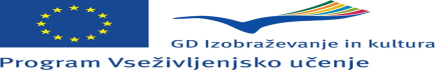 GD Izobraževanje in kultura
Program Vseživljenjsko učenje